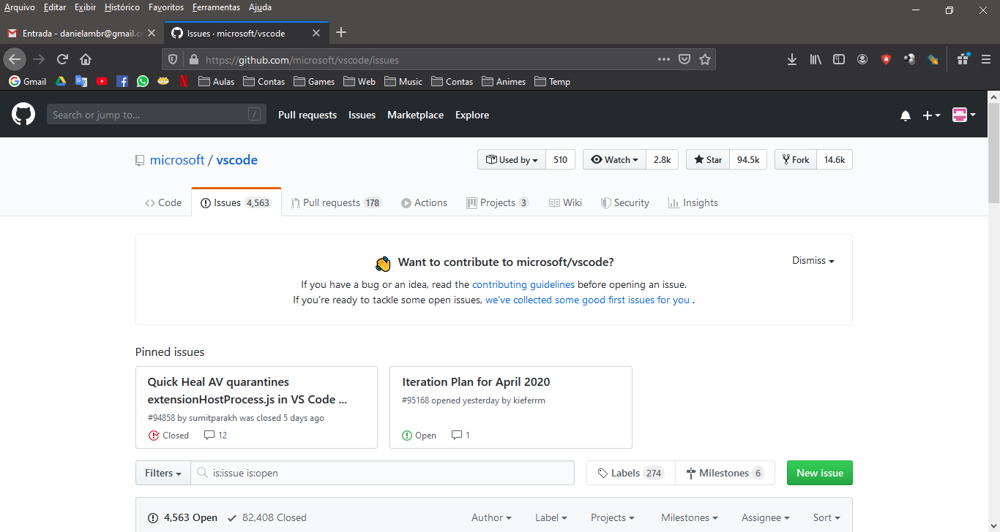 Arquivo Editar Exibir Histórico Favoritos Ferramentas Ajuda
Entrada - danielambr@gmail.c
Issues · microsoft/vscode
https://github.com/microsoft/vscode/issues
Gmail
Aulas
Contas
Games
Web
Music
Contas
Animes
Temp
Search or jump to...
/
Pull requests Issues Marketplace Explore
microsoft / vscode
Used by 510
Watch 2.8k
Star 94.5k
Fork 14.6k
Code
Issues 4,563
Pull requests 178
Actions
Projects 3
Wiki
Security
Insights
Want to contribute to microsoft/vscode?
Dismiss
If you have a bug or an idea, read the contributing guidelines before opening an issue.
If you're ready to tackle some open issues, we've collected some good first issues for you .
Pinned issues
Quick Heal AV quarantines
extensionHostProcess.js in VS Code ...
#94858 by sumitparakh was closed 5 days ago
Closed 12
Iteration Plan for April 2020
#95168 opened yesterday by kieferrm
Open 1
Filters
is:issue is:open
Labels 274
Milestones 6
New issue
4,563 Open
82,408 Closed
Author
Label
Projects
Milestones
Assignee
Sort